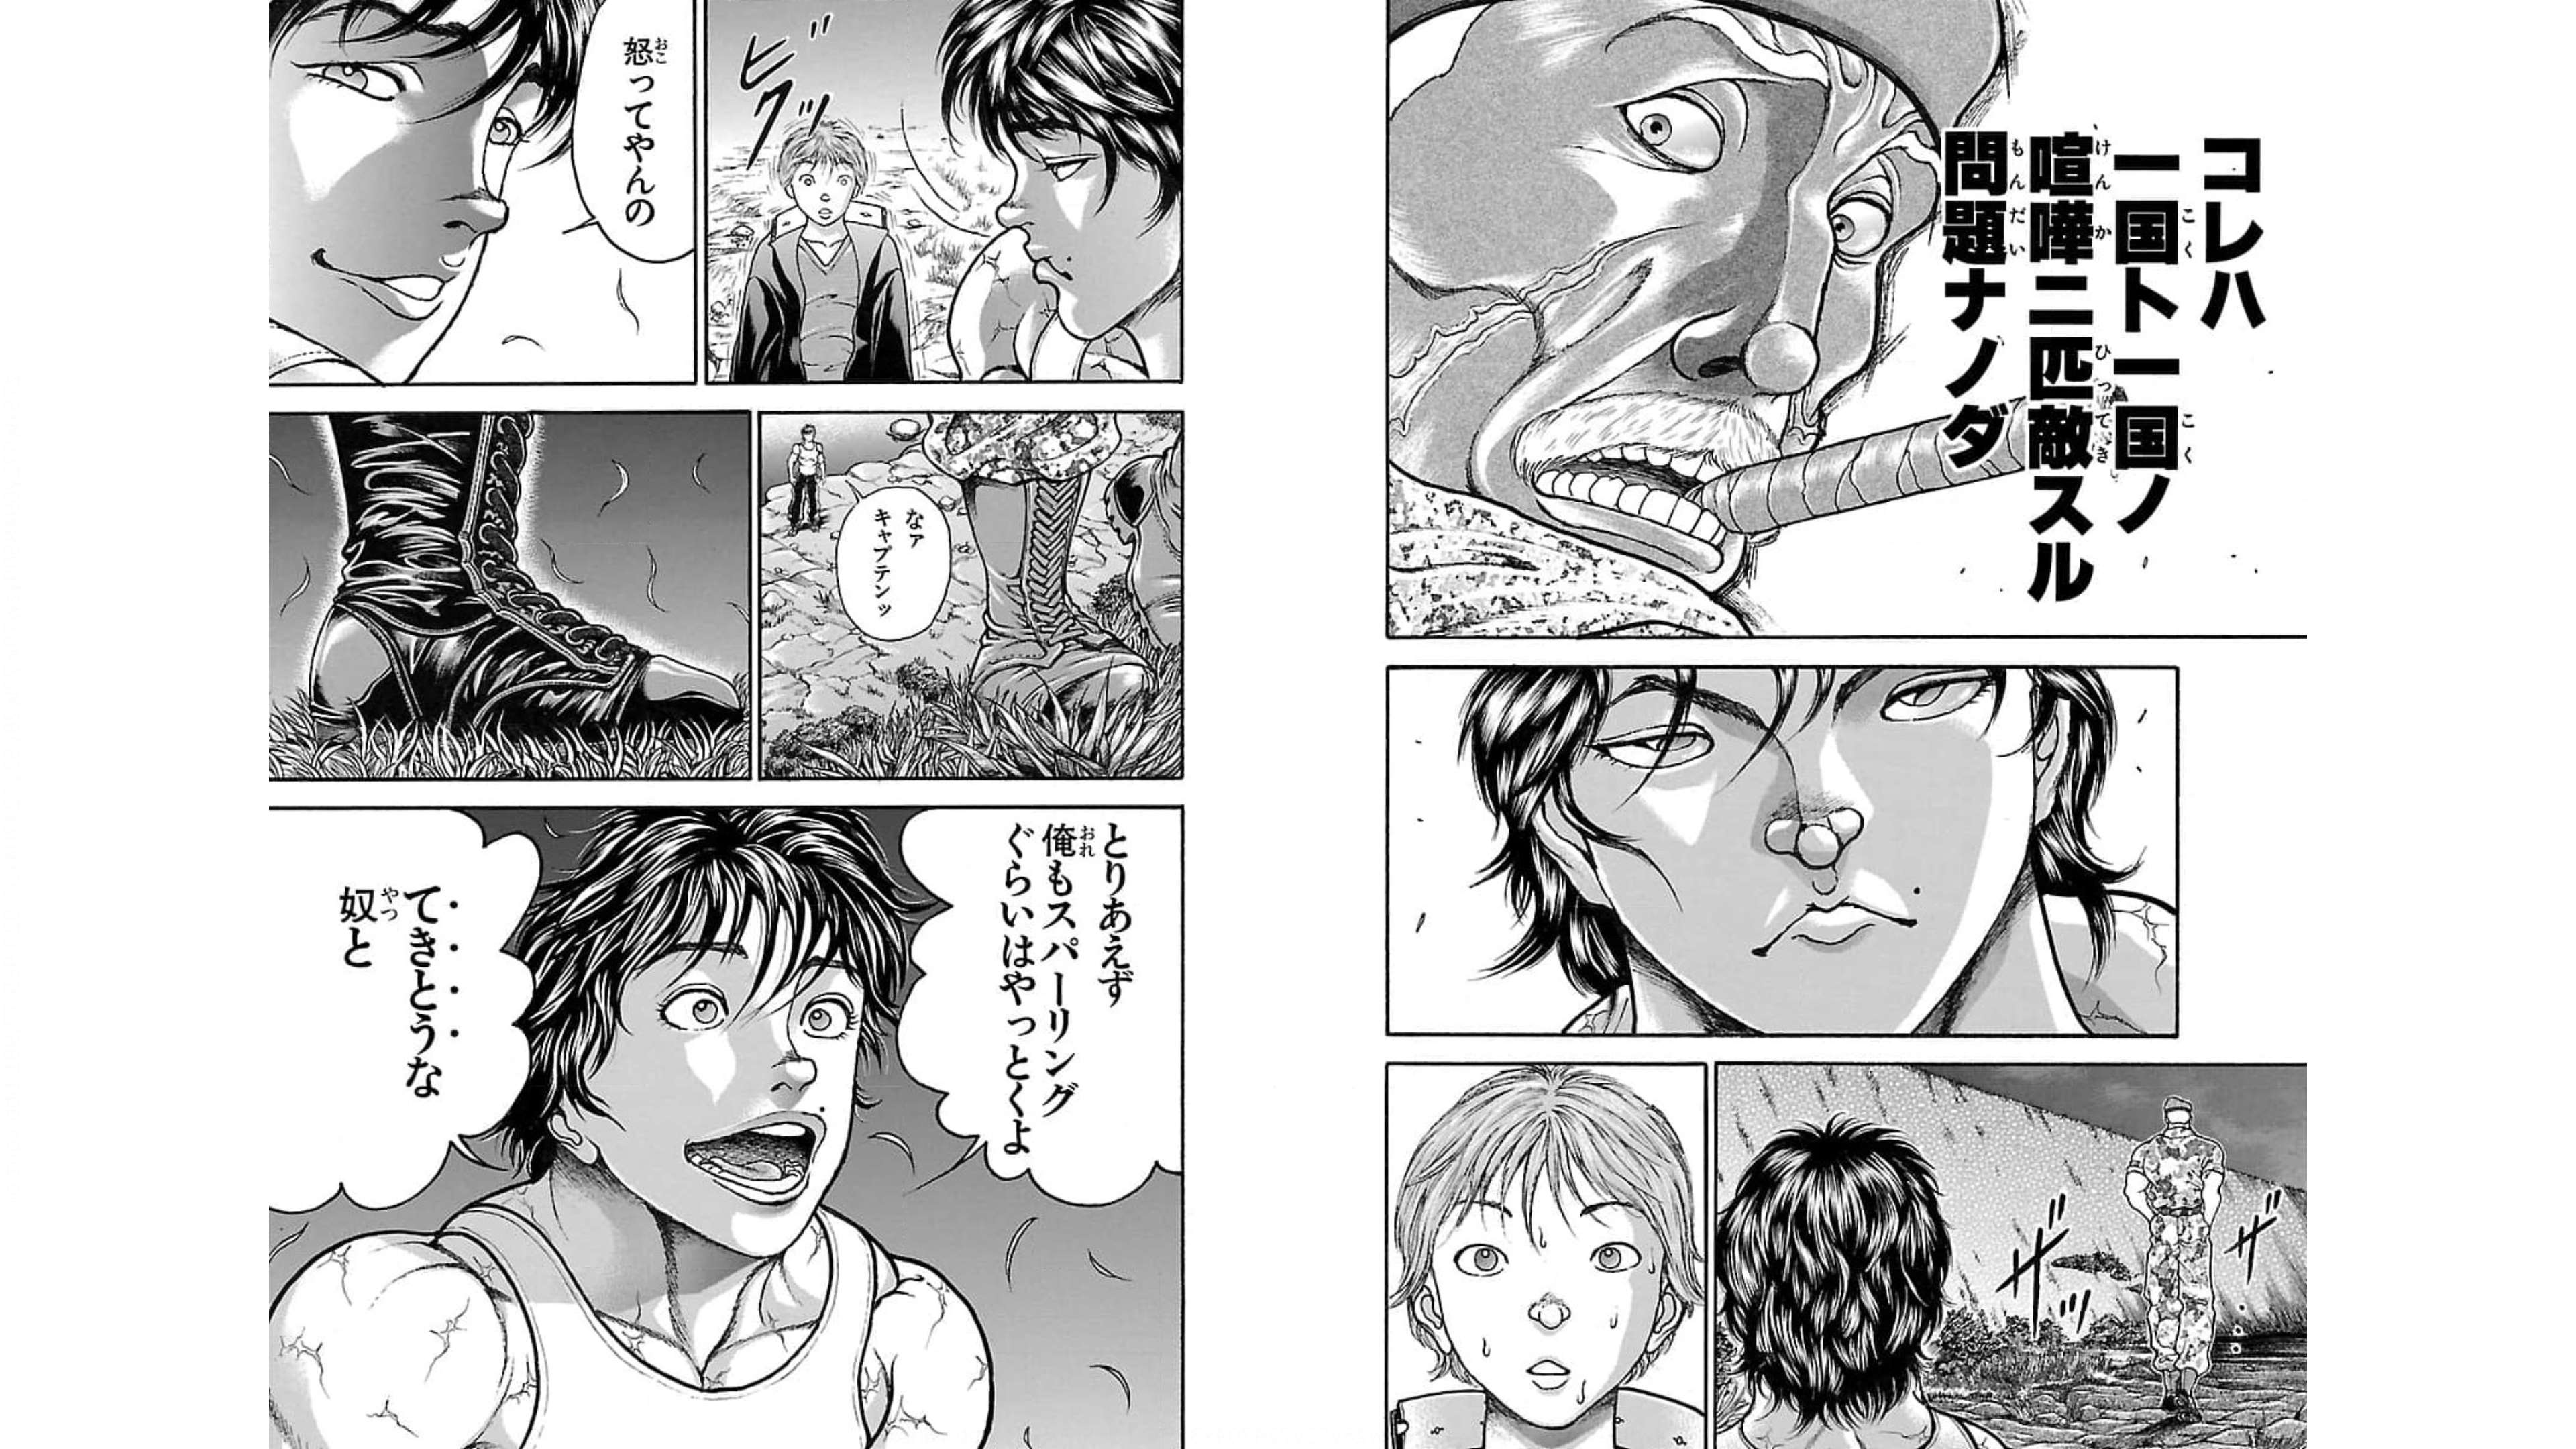 コレハ
一国ト一国ノ
喧嘩ニ匹敵スル
問題ナノダ
ザッ
ザッ
ビクッ
怒ってやんの
なァ
キャプテンッ
とりあえず
俺もスパーリング
ぐらいはやっとくよ
てきとうな
奴と